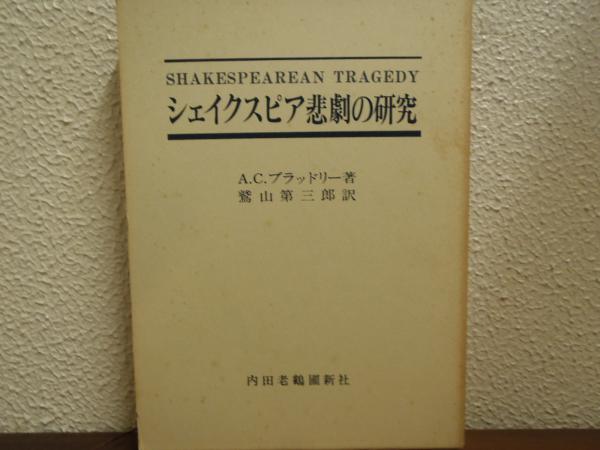 SHAKESPEAREAN TRAGEDY
シェイクスピア悲劇の研究
A.C.ブラッドリー著
鷲山第三郎訳
内田老鶴圃新社